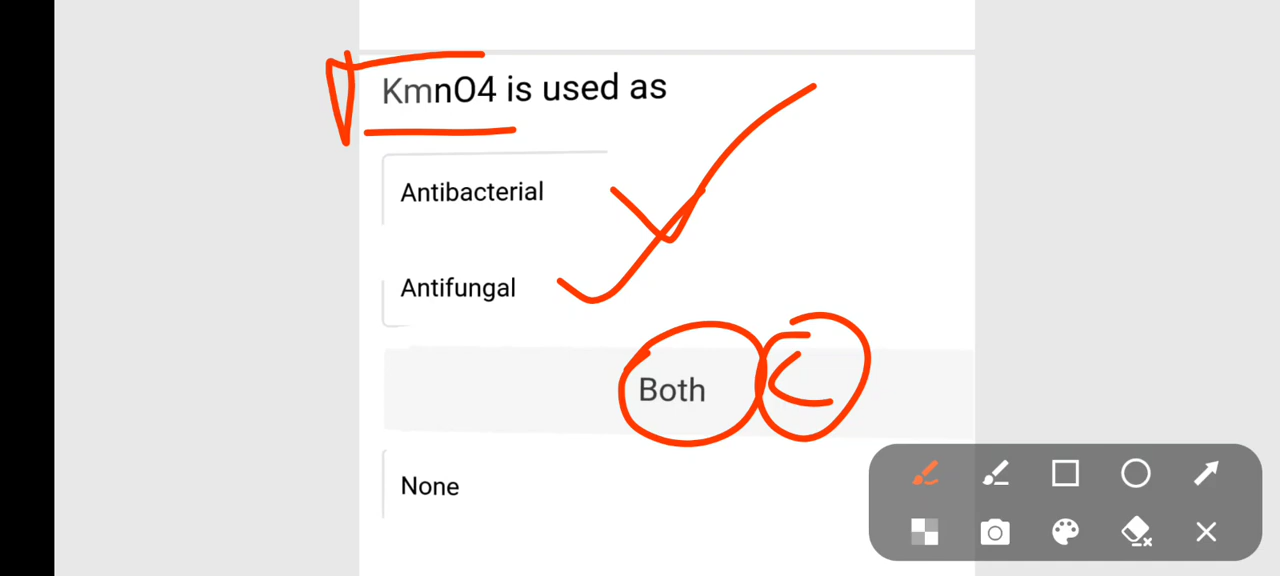 KmnO4 is used as
Antibacterial
Antifungal
Both C
None